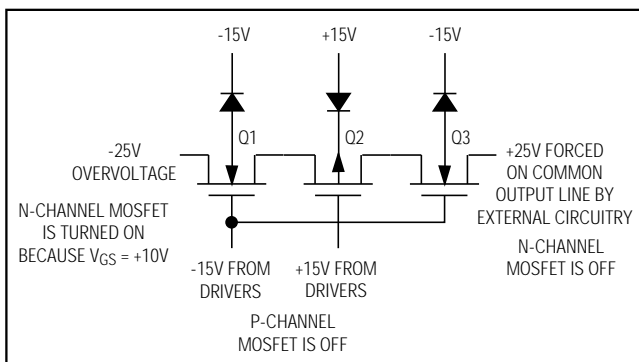 -15V
+15V
-15V
Q1
Q2
Q3
-25V
OVERVOLTAGE
+25V FORCED
ON COMMON
OUTPUT LINE BY
EXTERNAL CIRCUITRY
N-CHANNEL MOSFET
IS TURNED ON
BECAUSE VGS = +10V
-15V FROM
DRIVERS
+15V FROM
DRIVERS
N-CHANNEL
MOSFET IS OFF
P-CHANNEL
MOSFET IS OFF